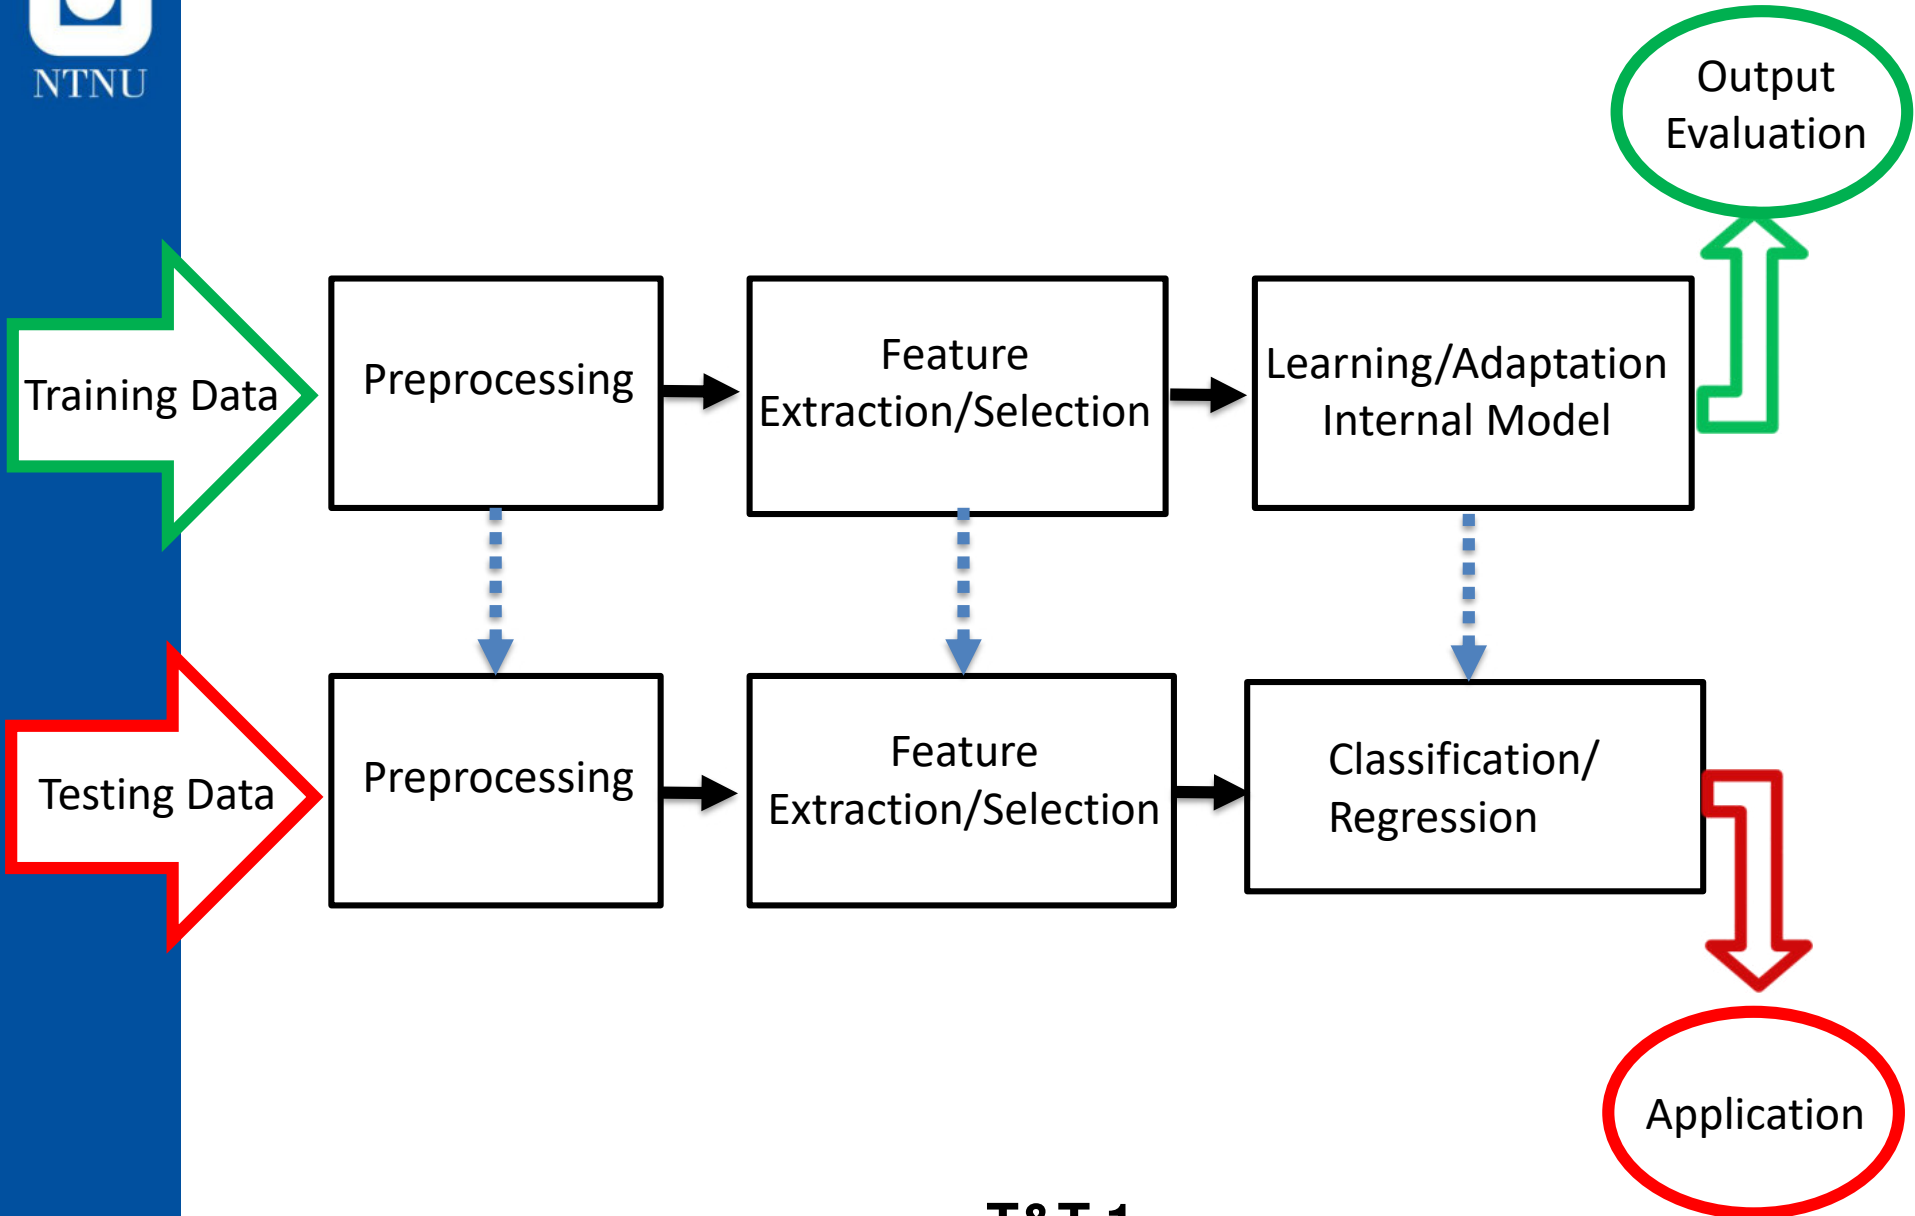 NTNU
Output
Evaluation
Training Data
Preprocessing
Feature
Extraction/Selection
Learning/Adaptation
Internal Model
Testing Data
Preprocessing
Feature
Extraction/Selection
Classification/
Regression
Application
T&T 1